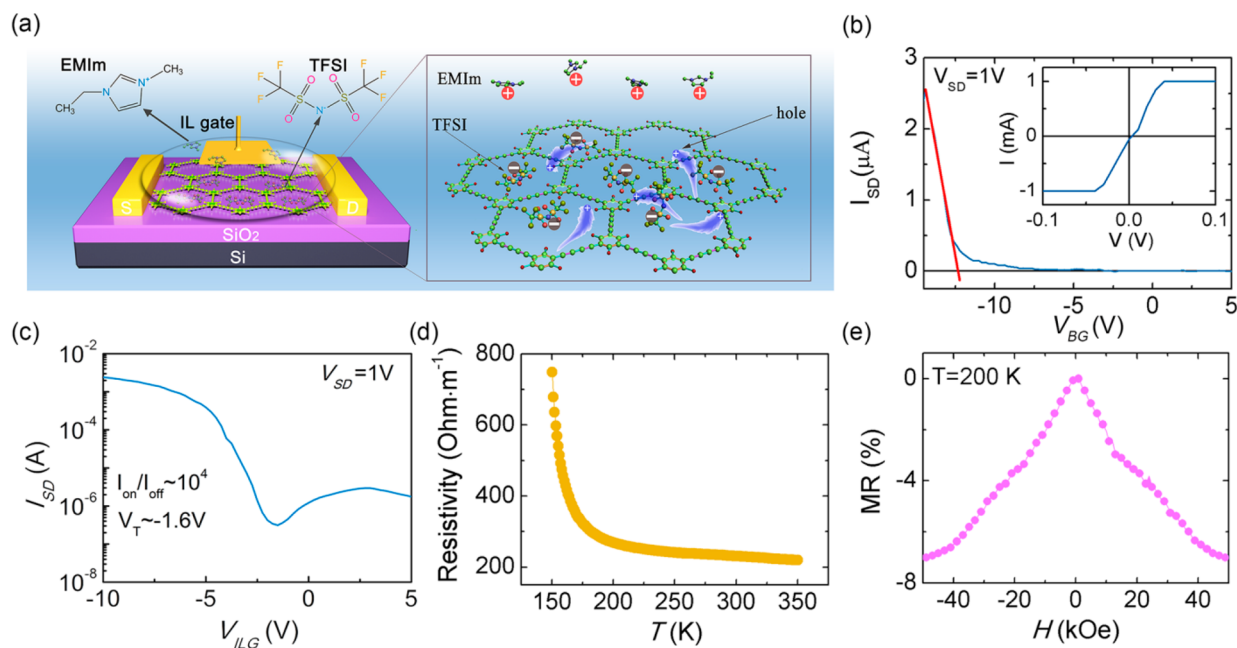 (a)
EMIm
N⁺
CH₃
N
CH₃
TFSI
F
F
F
F
F
F
O
O
S
S
O
O
N⁻
IL gate
S
D
SiO₂
Si
EMIm
TFSI
hole
(b)
V_SD=1V
I_SD(μA)
3
2
1
0
-10
-5
0
5
V_BG(V)
I (mA)
1
0
-1
-0.1
0.0
0.1
V (V)
(c)
V_SD=1V
I_on/I_off~10⁴
V_T~-1.6V
I_SD (A)
10⁻²
10⁻⁴
10⁻⁶
10⁻⁸
-10
-5
0
5
V_ILG (V)
(d)
Resistivity (Ohm·m⁻¹)
800
600
400
200
150
200
250
300
350
T (K)
(e)
T=200 K
MR (%)
0
-4
-8
-40
-20
0
20
40
H (kOe)